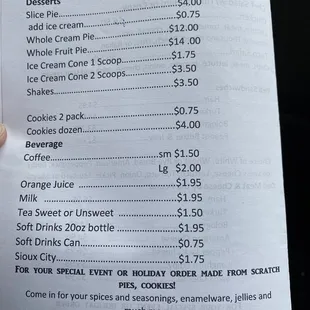 Desserts
Slice Pie.......................................$4.00
add ice cream..........................$0.75
Whole Cream Pie.........................$12.00
Whole Fruit Pie...........................$14 .00
Ice Cream Cone 1 Scoop.................$1.75
Ice Cream Cone 2 Scoops................$3.50
Shakes.......................................$3.50
Cookies 2 pack..............................$0.75
Cookies dozen...............................$4.00
Beverage
Coffee...................................sm $1.50
Lg $2.00
Orange Juice ..............................$1.95
Milk .........................................$1.95
Tea Sweet or Unsweet ..................$1.50
Soft Drinks 20oz bottle .................$1.95
Soft Drinks Can............................$0.75
Sioux City...................................$1.75
FOR YOUR SPECIAL EVENT OR HOLIDAY ORDER MADE FROM SCRATCH
PIES, COOKIES!
Come in for your spices and seasonings, enamelware, jellies and